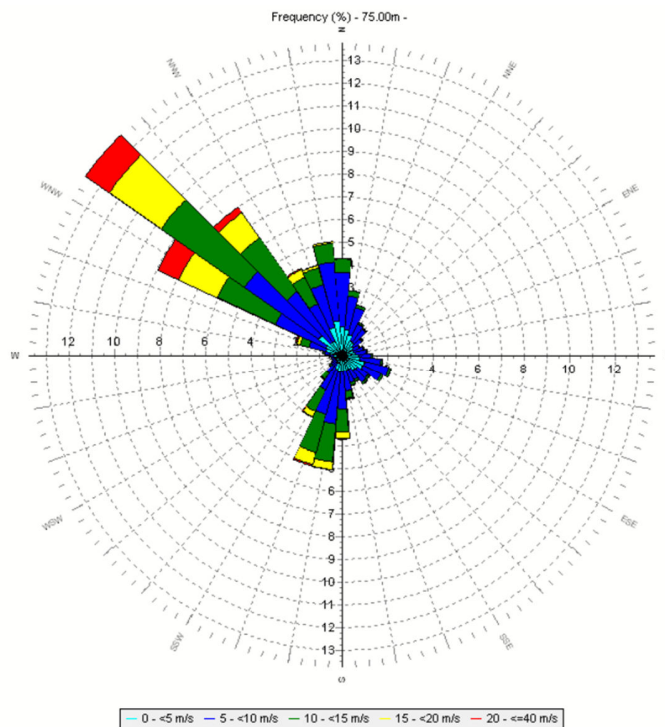 Frequency (%) - 75.00m -
N
13
NNW
12
NNE
11
10
9
8
7
WNW
6
ENE
5
3
W 12 10 8 6 4 4 6 8 10 12
6
7
WSW
8
ESE
9
10
11
12
SSW
13
SSE
S
0 - <5 m/s 5 - <10 m/s 10 - <15 m/s 15 - <20 m/s 20 - <=40 m/s